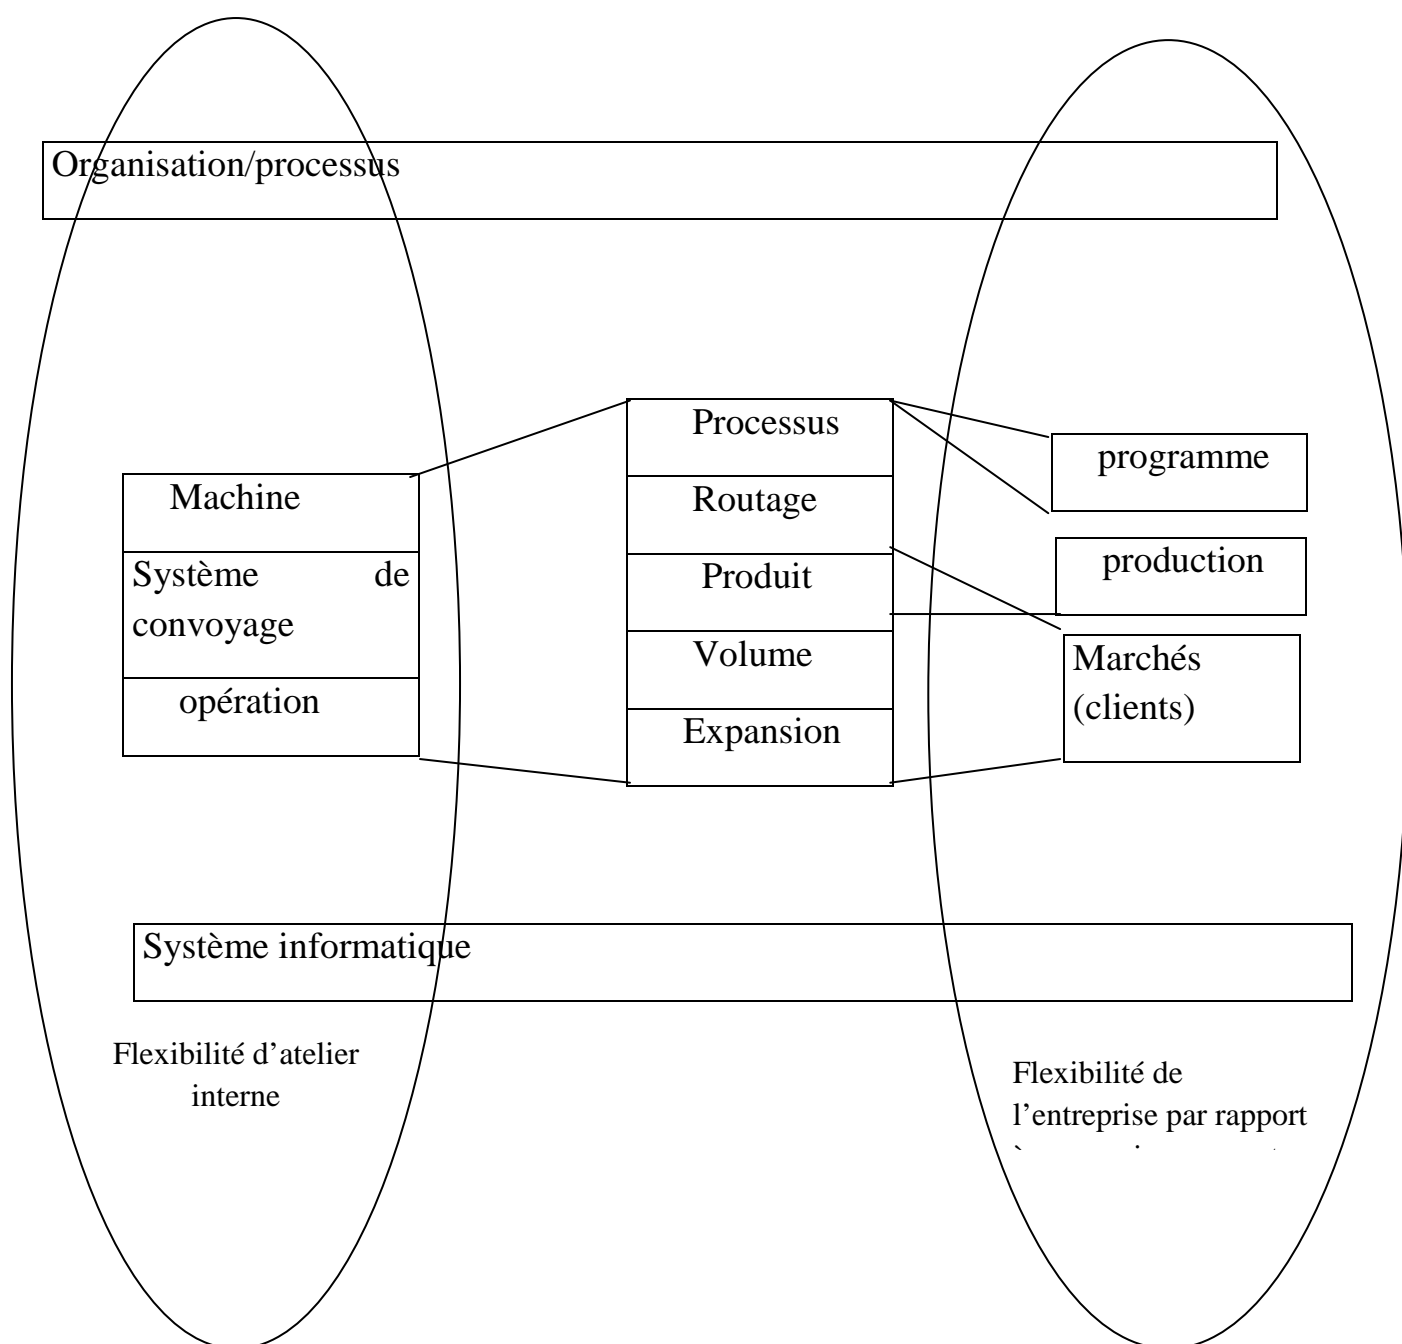 Organisation/processus
Machine
Système de
convoyage
opération
Processus
Routage
Produit
Volume
Expansion
programme
production
Marchés
(clients)
Système informatique
Flexibilité d’atelier
interne
Flexibilité de
l’entreprise par rapport